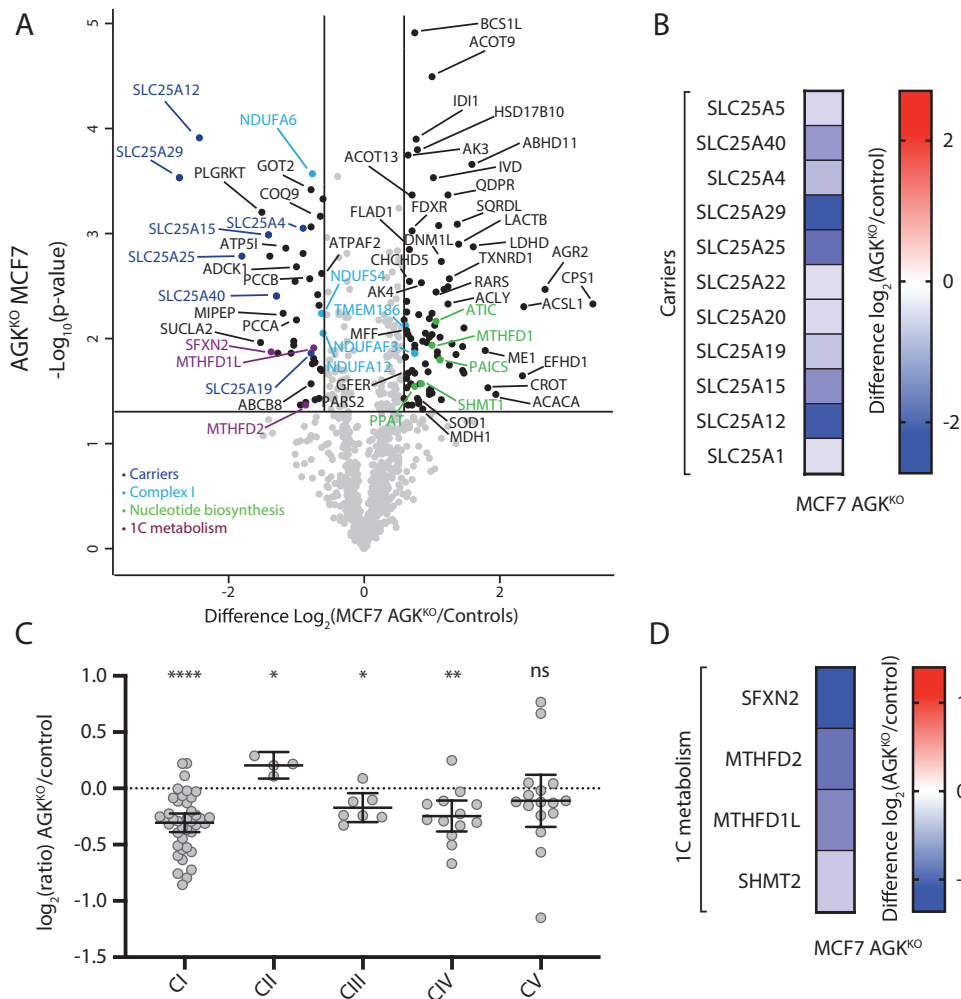 A
AGK^KO MCF7
-Log10(p-value)
5
4
3
2
1
0
-2
0
2
Difference Log2(MCF7 AGK^KO/Controls)
BCS1L
ACOT9
SLC25A12
NDUFA6
IDI1
HSD17B10
ABHD11
SLC25A29
GOT2
ACOT13
AK3
IVD
PLGRKT
COQ9
QDPR
FLAD1
FDXR
SQRDL
SLC25A15
SLC25A4
LACTB
ATP5I
ATPAF2
DNM1L
LDHD
AGR2
SLC25A25
CHCHD5
TXNRD1
ADCK1
PCCB
NDUFS4
CPS1
SLC25A40
AK4
RARS
TMEM186
ACLY
ACSL1
MIPEP
ATIC
SUCLA2
PCCA
MFF
MTHFD1
SFXN2
NDUFAF3
MTHFD1L
NDUFA12
PAICS
ME1
EFHD1
SLC25A19
GFER
CROT
ABCB8
PARS2
SHMT1
ACACA
MTHFD2
PPAT
SOD1
MDH1
• Carriers
• Complex I
• Nucleotide biosynthesis
• 1C metabolism
B
Carriers
SLC25A5
SLC25A40
SLC25A4
SLC25A29
SLC25A25
SLC25A22
SLC25A20
SLC25A19
SLC25A15
SLC25A12
SLC25A1
MCF7 AGK^KO
Difference log2(AGK^KO/control)
2
0
-2
C
log2(ratio) AGK^KO/control
1.0
0.5
0.0
-0.5
-1.0
-1.5
****
*
*
**
ns
CI
CII
CIII
CIV
CV
D
1C metabolism
SFXN2
MTHFD2
MTHFD1L
SHMT2
MCF7 AGK^KO
Difference log2(AGK^KO/control)
1
0
-